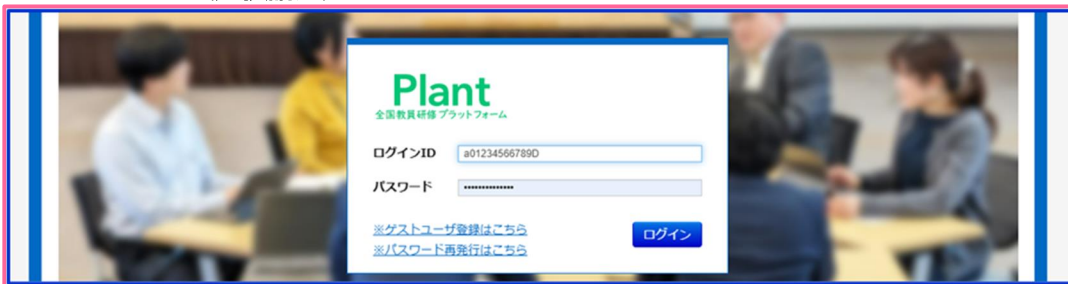 Plant
全国教員研修プラットフォーム
ログインID a01234566789D
パスワード ••••••••••••••
※ゲストユーザ登録はこちら
ログイン
※パスワード再発行はこちら